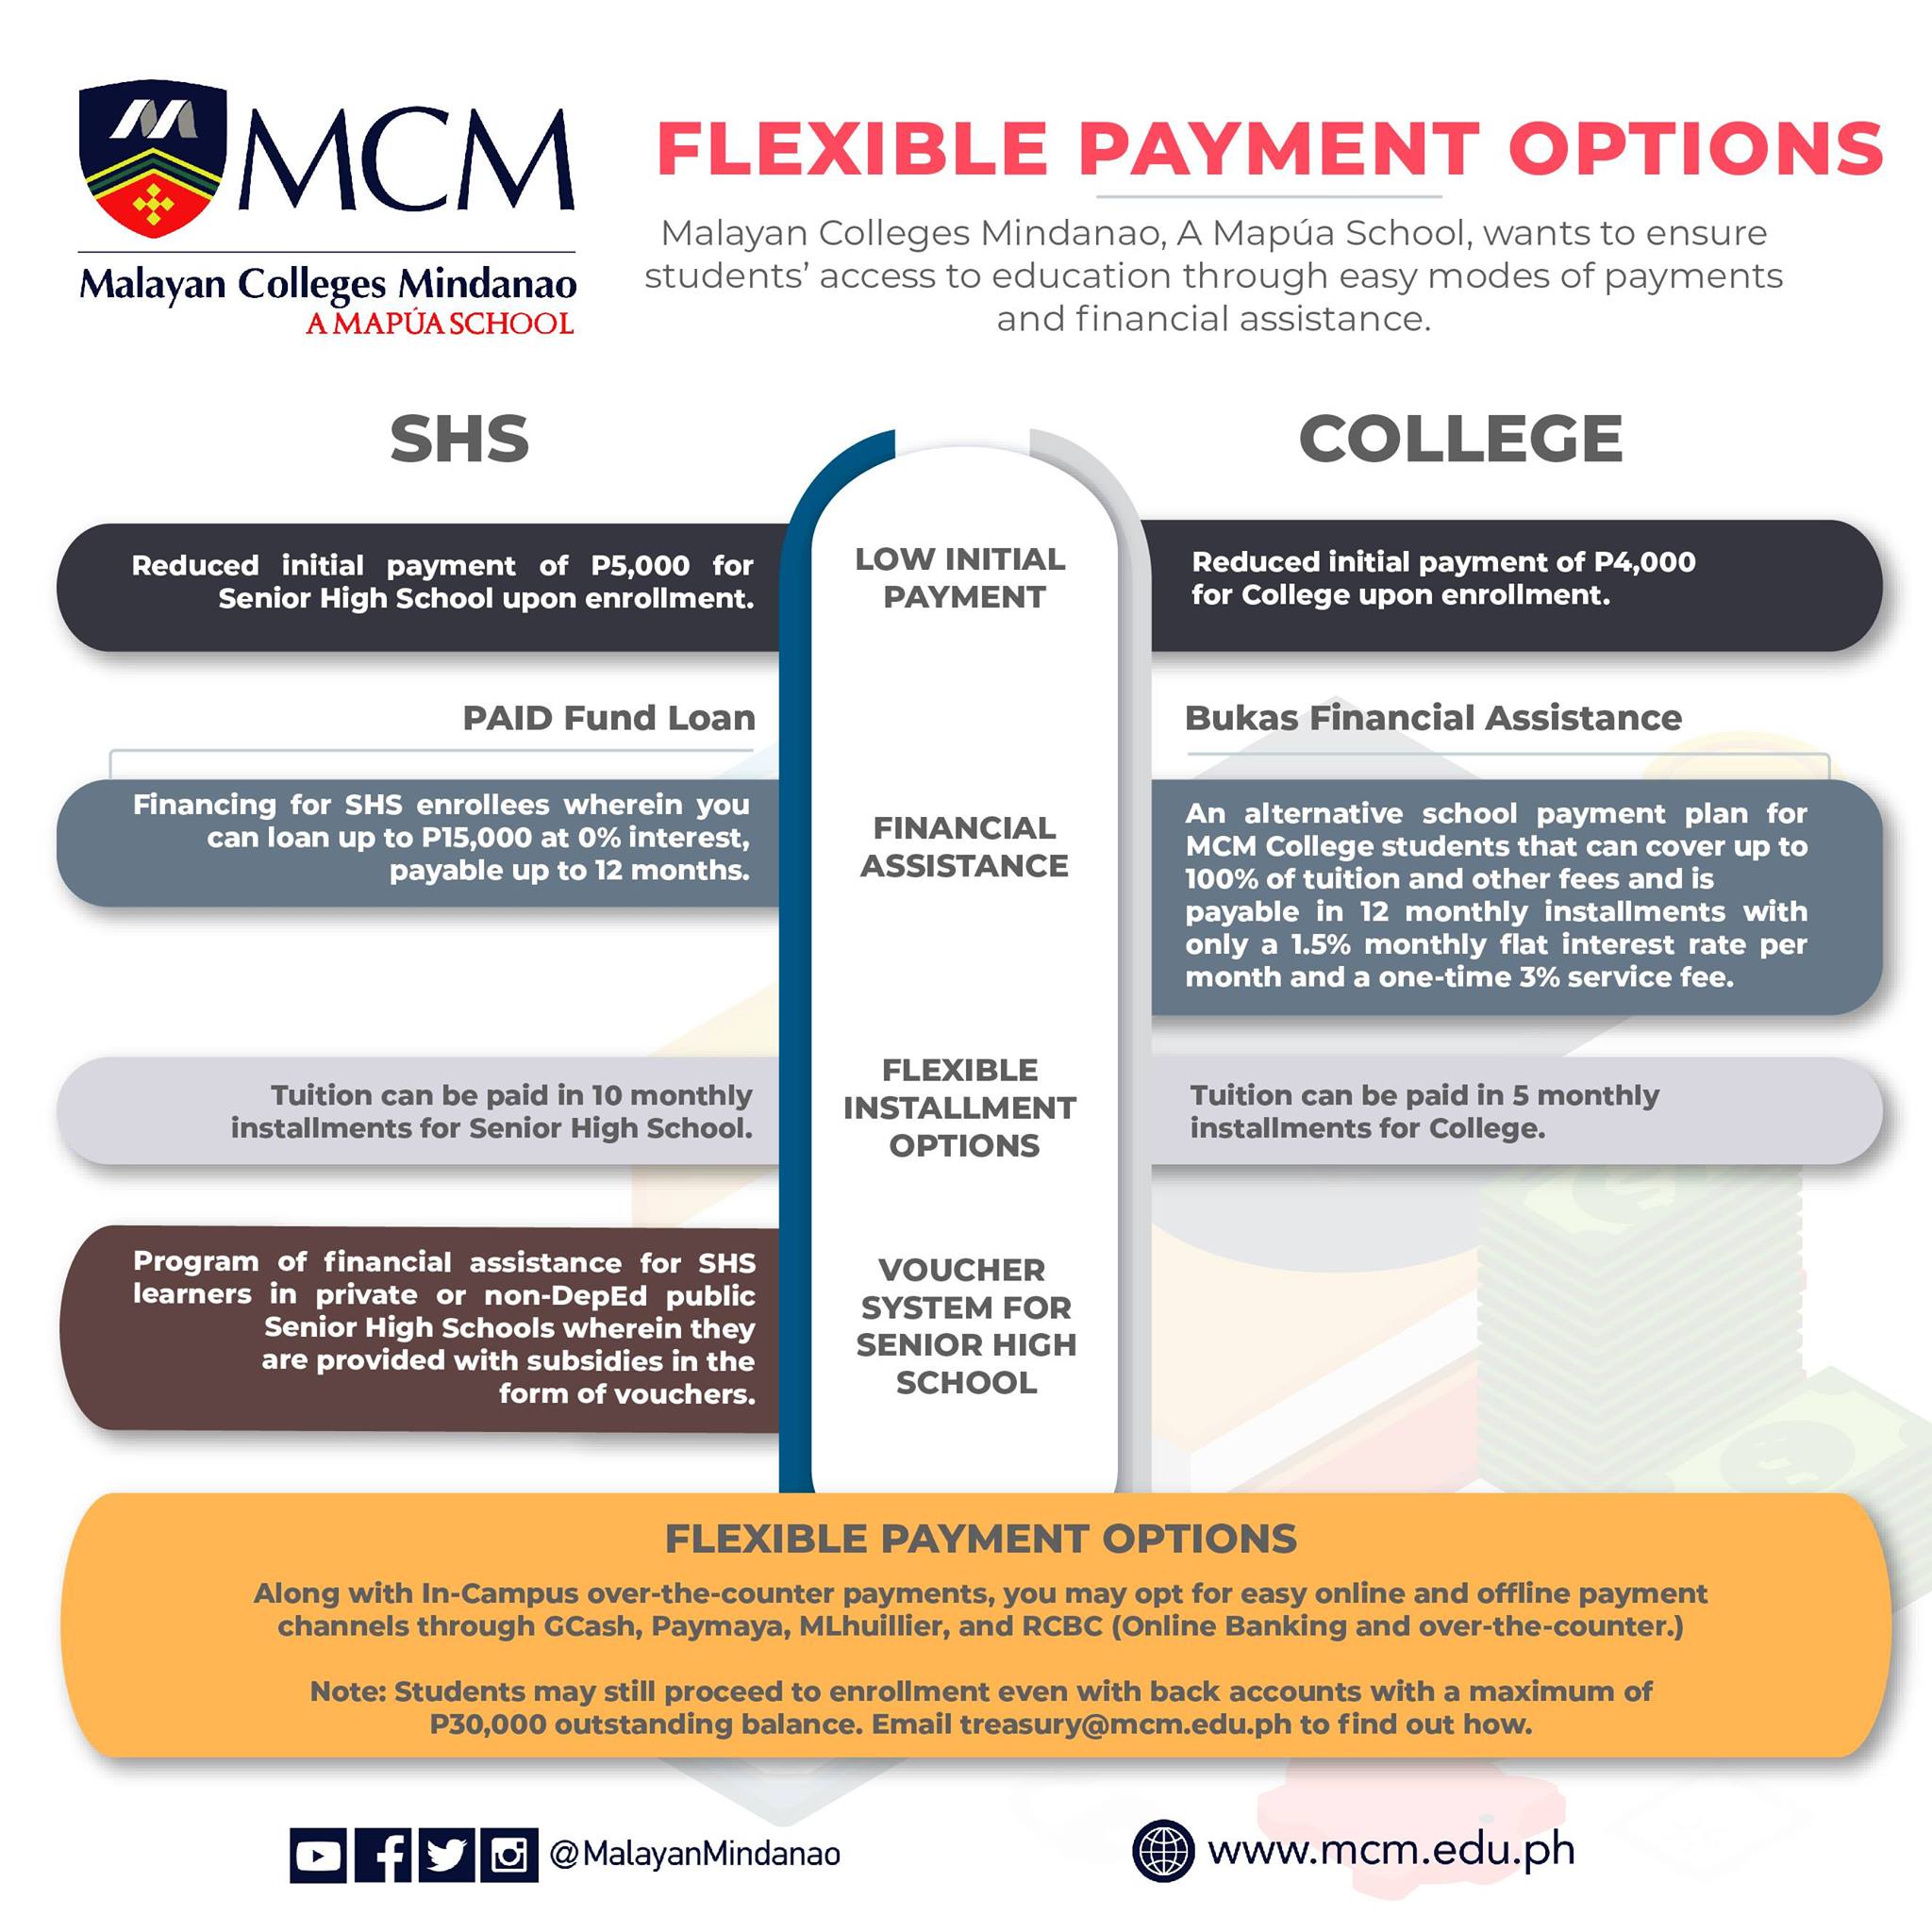 MCM
Malayan Colleges Mindanao
A MAPÚA SCHOOL
FLEXIBLE PAYMENT OPTIONS
Malayan Colleges Mindanao, A Mapúa School, wants to ensure
students' access to education through easy modes of payments
and financial assistance.
SHS
COLLEGE
LOW INITIAL
PAYMENT
Reduced initial payment of P5,000 for
Senior High School upon enrollment.
Reduced initial payment of P4,000
for College upon enrollment.
FINANCIAL
ASSISTANCE
PAID Fund Loan
Financing for SHS enrollees wherein you
can loan up to P15,000 at 0% interest,
payable up to 12 months.
Bukas Financial Assistance
An alternative school payment plan for
MCM College students that can cover up to
100% of tuition and other fees and is
payable in 12 monthly installments with
only a 1.5% monthly flat interest rate per
month and a one-time 3% service fee.
FLEXIBLE
INSTALLMENT
OPTIONS
Tuition can be paid in 10 monthly
installments for Senior High School.
Tuition can be paid in 5 monthly
installments for College.
VOUCHER
SYSTEM FOR
SENIOR HIGH
SCHOOL
Program of financial assistance for SHS
learners in private or non-DepEd public
Senior High Schools wherein they
are provided with subsidies in the
form of vouchers.
FLEXIBLE PAYMENT OPTIONS
Along with In-Campus over-the-counter payments, you may opt for easy online and offline payment
channels through GCash, Paymaya, MLhuillier, and RCBC (Online Banking and over-the-counter.)
Note: Students may still proceed to enrollment even with back accounts with a maximum of
P30,000 outstanding balance. Email treasury@mcm.edu.ph to find out how.
@MalayanMindanao
www.mcm.edu.ph